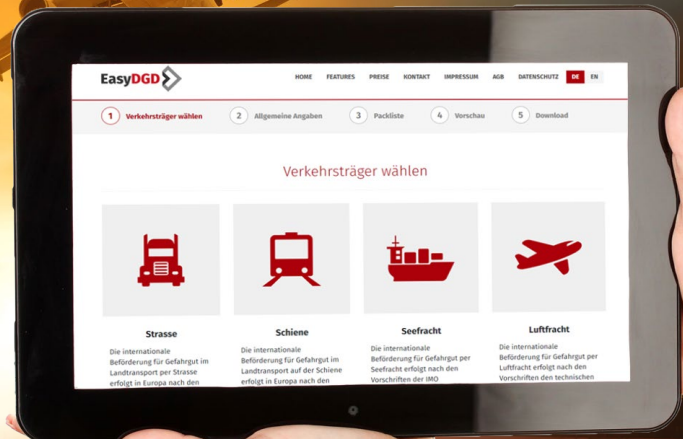 EasyDGD
HOME FEATURES PREISE KONTAKT IMPRESSUM AGB DATENSCHUTZ DE EN
1 Verkehrsträger wählen 2 Allgemeine Angaben 3 Packliste 4 Vorschau 5 Download
Verkehrsträger wählen
Strasse
Die internationale
Beförderung für Gefahrgut im
Landtransport per Strasse
erfolgt in Europa nach den
Schiene
Die internationale
Beförderung für Gefahrgut im
Landtransport auf der Schiene
erfolgt in Europa nach den
Seefracht
Die internationale
Beförderung für Gefahrgut per
Seefracht erfolgt nach den
Vorschriften der IMO
Luftfracht
Die internationale
Beförderung für Gefahrgut per
Luftfracht erfolgt nach den
Vorschriften den technischen